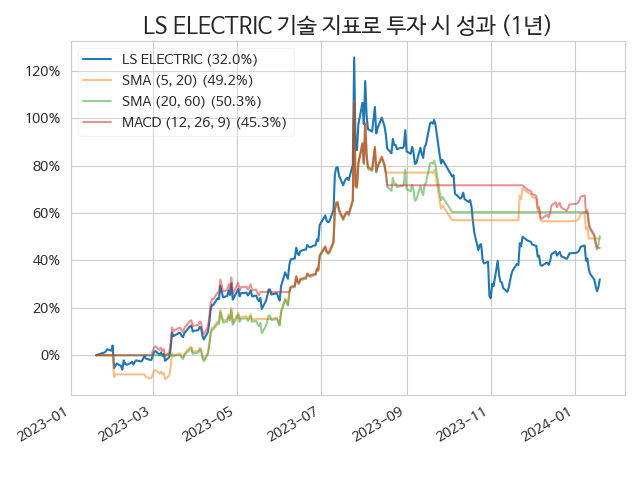 LS ELECTRIC 기술 지표로 투자 시 성과 (1년)
LS ELECTRIC (32.0%)
SMA (5, 20) (49.2%)
SMA (20, 60) (50.3%)
MACD (12, 26, 9) (45.3%)
120%
100%
80%
60%
40%
20%
0%
2023-01
2023-03
2023-05
2023-07
2023-09
2023-11
2024-01